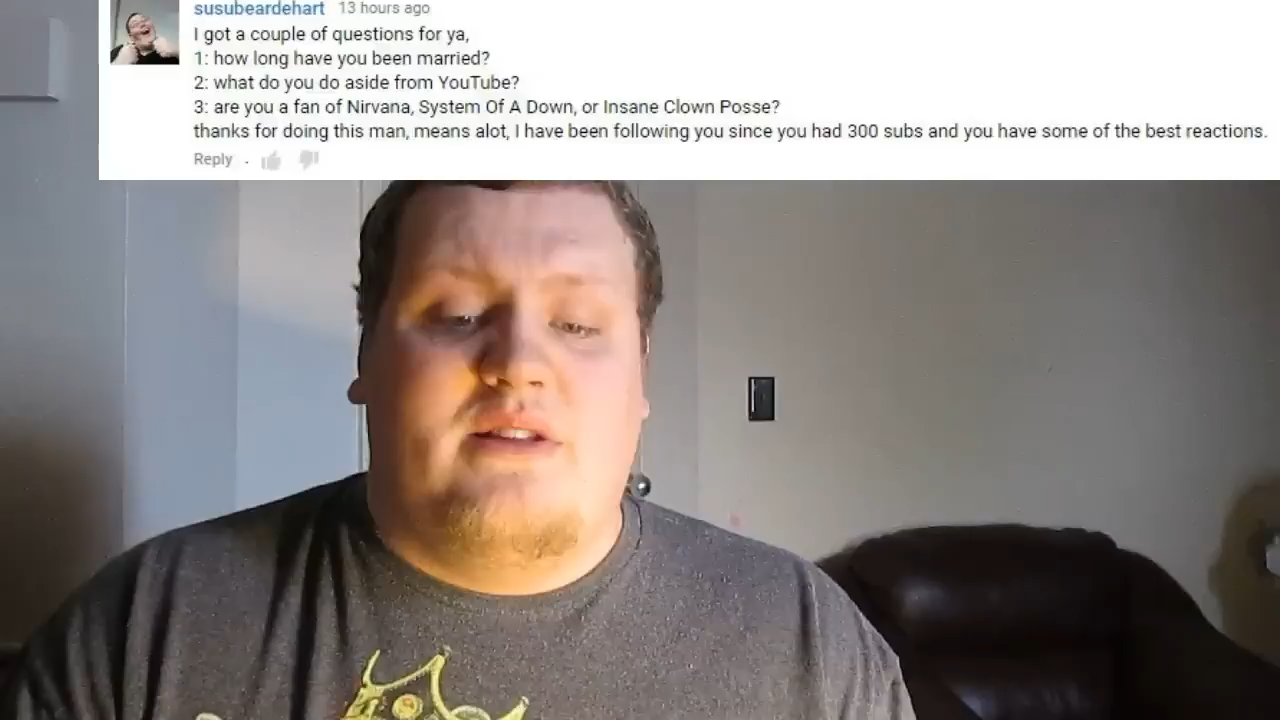 susubeardehart 13 hours ago
I got a couple of questions for ya,
1: how long have you been married?
2: what do you do aside from YouTube?
3: are you a fan of Nirvana, System Of A Down, or Insane Clown Posse?
thanks for doing this man, means alot, I have been following you since you had 300 subs and you have some of the best reactions.
Reply .